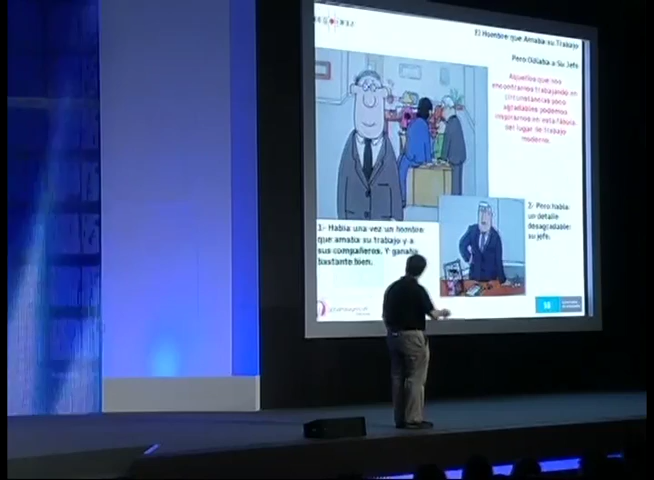 El Hombre que Amaba su Trabajo
Pero Odiaba a Su Jefe
Aquellos que nos
encontramos trabajando en
circunstancias poco
agradables podemos
inspirarnos en esta fábula.
ser lugar de trabajo
moderno.
1.- Había una vez un hombre
que amaba su trabajo y a
sus compañeros. Y ganaba
bastante bien.
2.- Pero había
un detalle
desagradable:
su jefe.